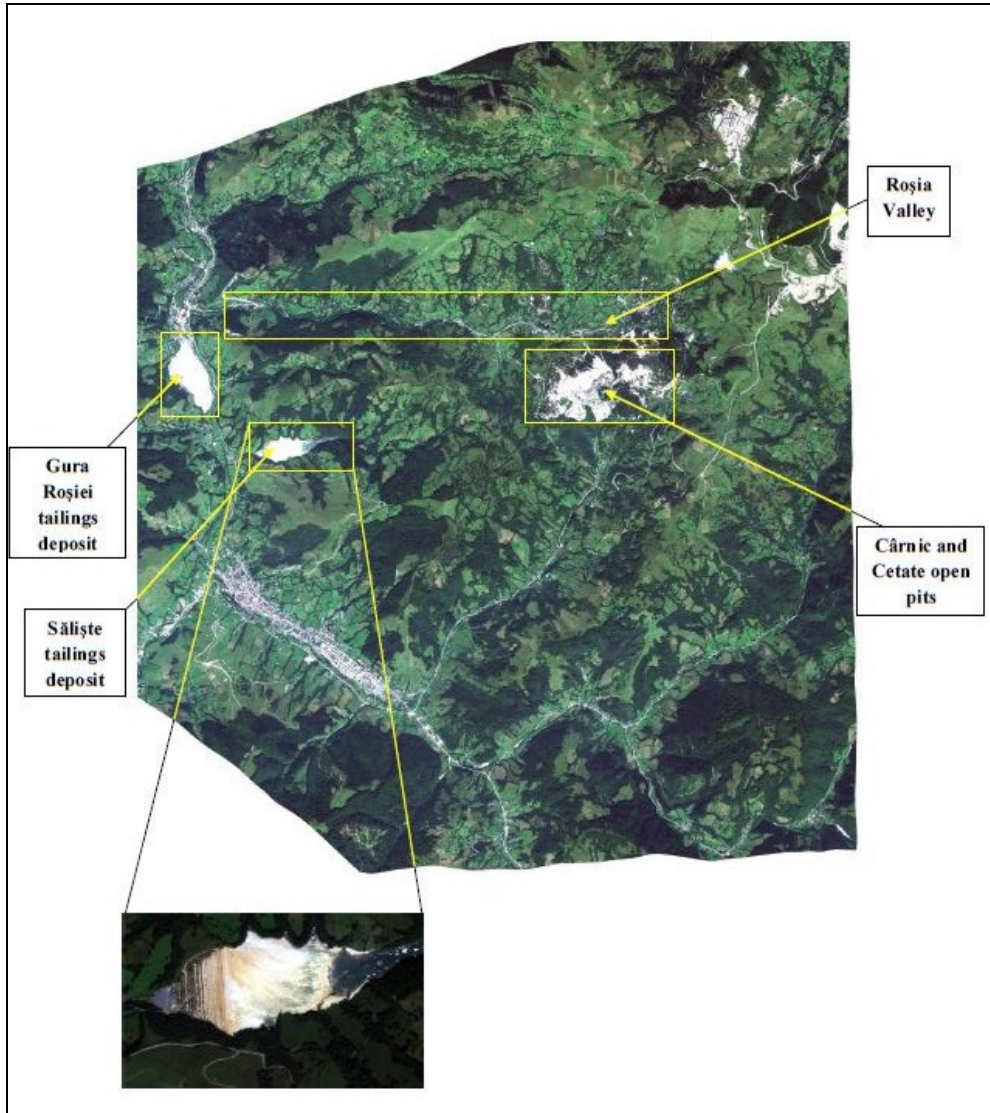 Roșia
Valley
Gura
Roșiei
tailings
deposit
Cârnic and
Cetate open
pits
Săliște
tailings
deposit